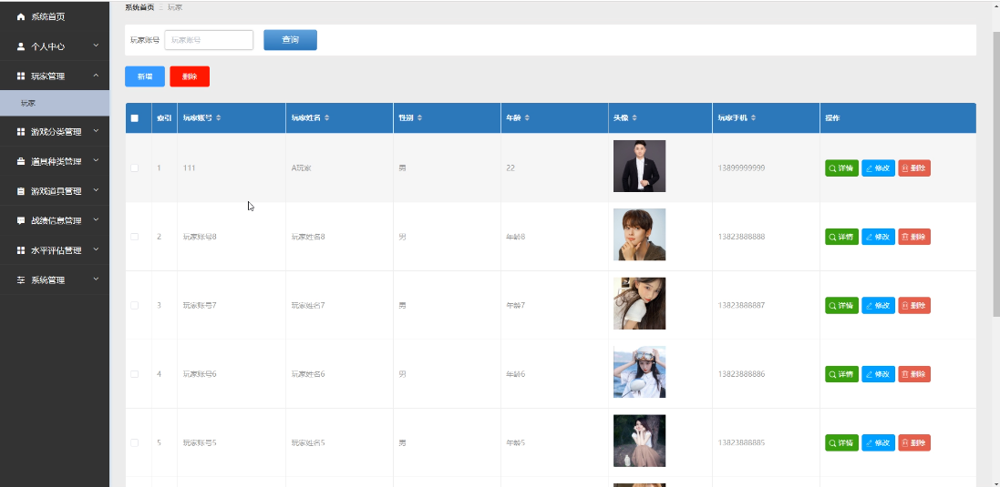 系统首页
个人中心
玩家管理
玩家
游戏分类管理
道具种类管理
游戏道具管理
战绩信息管理
水平评估管理
系统管理
系统首页 玩家
玩家账号 玩家账号 查询
新增 删除
索引 玩家账号 玩家姓名 性别 年龄 头像 玩家手机 操作
1 111 A玩家 男 22 13899999999 详情 修改 删除
2 玩家账号8 玩家姓名8 男 年龄8 13823888888 详情 修改 删除
3 玩家账号7 玩家姓名7 男 年龄7 13823888887 详情 修改 删除
4 玩家账号6 玩家姓名6 男 年龄6 13823888886 详情 修改 删除
5 玩家账号5 玩家姓名5 男 年龄5 13823888885 详情 修改 删除